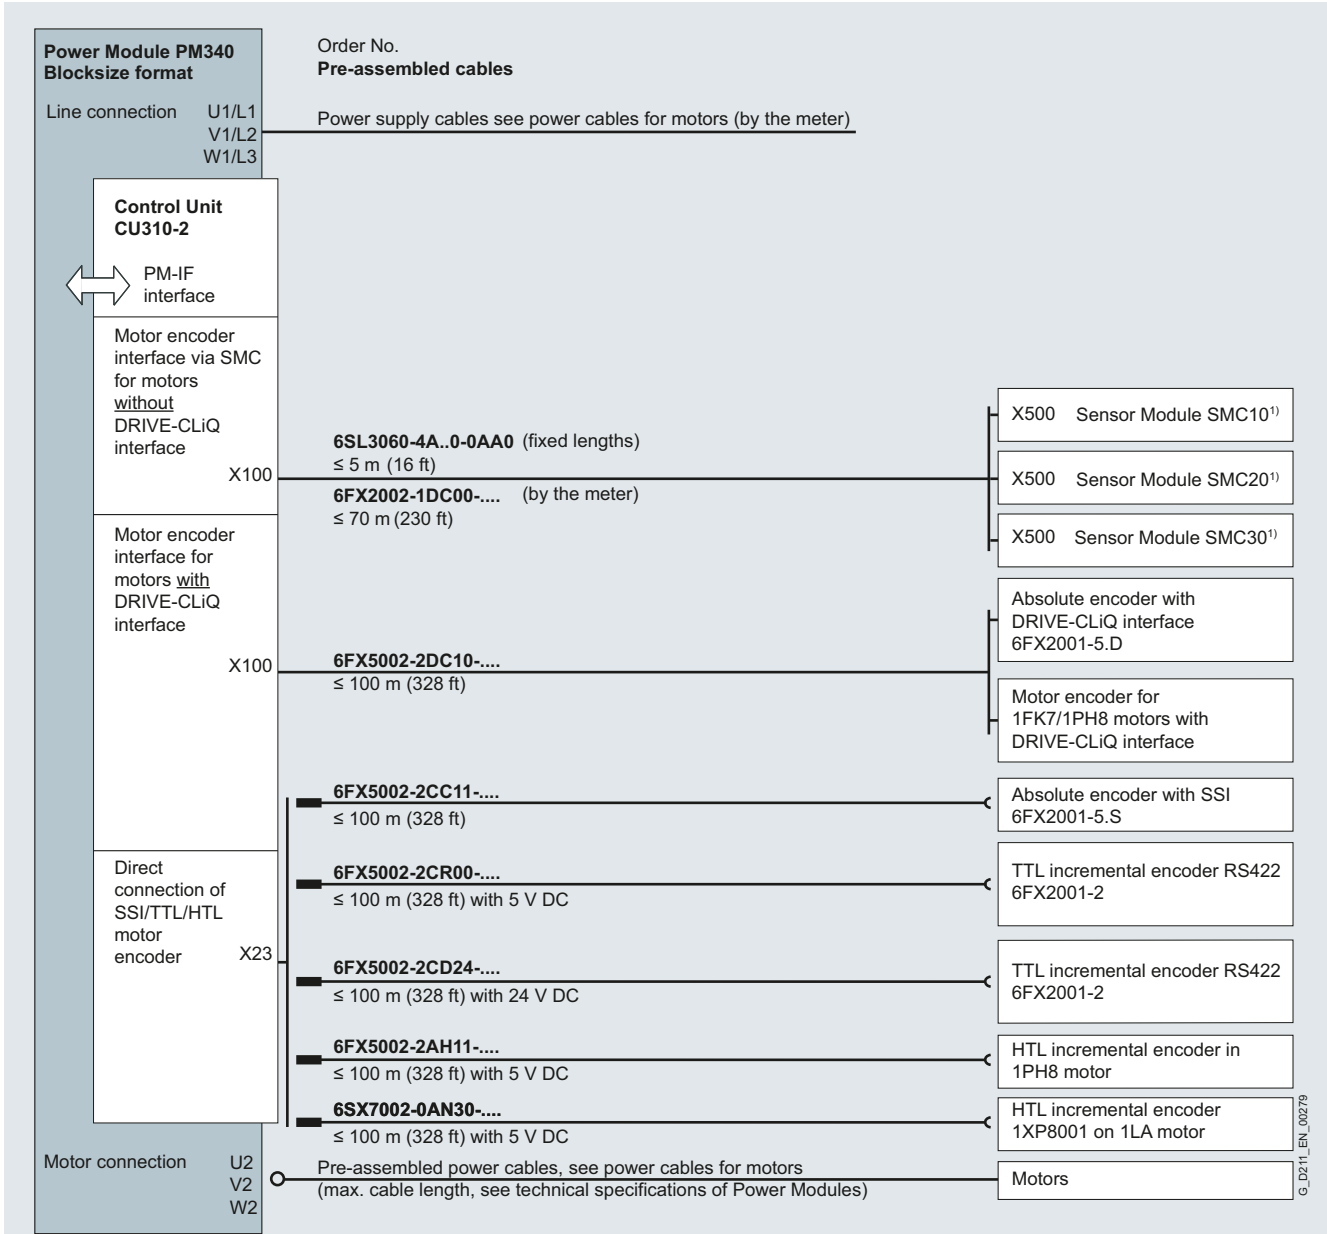 Power Module PM340
Blocksize format
Order No.
Pre-assembled cables
Line connection U1/L1
V1/L2
W1/L3
Power supply cables see power cables for motors (by the meter)
Control Unit
CU310-2
PM-IF
interface
Motor encoder
interface via SMC
for motors
without
DRIVE-CLiQ
interface
X100
6SL3060-4A..0-0AA0 (fixed lengths)
≤ 5 m (16 ft)
6FX2002-1DC00-.... (by the meter)
≤ 70 m (230 ft)
X500 Sensor Module SMC10¹⁾
X500 Sensor Module SMC20¹⁾
X500 Sensor Module SMC30¹⁾
Motor encoder
interface for
motors with
DRIVE-CLiQ
interface
X100
6FX5002-2DC10-....
≤ 100 m (328 ft)
Absolute encoder with
DRIVE-CLiQ interface
6FX2001-5.D
Motor encoder for
1FK7/1PH8 motors with
DRIVE-CLiQ interface
Direct
connection of
SSI/TTL/HTL
motor
encoder
X23
6FX5002-2CC11-....
≤ 100 m (328 ft)
Absolute encoder with SSI
6FX2001-5.S
6FX5002-2CR00-....
≤ 100 m (328 ft) with 5 V DC
TTL incremental encoder RS422
6FX2001-2
6FX5002-2CD24-....
≤ 100 m (328 ft) with 24 V DC
TTL incremental encoder RS422
6FX2001-2
6FX5002-2AH11-....
≤ 100 m (328 ft) with 5 V DC
HTL incremental encoder in
1PH8 motor
6SX7002-0AN30-....
≤ 100 m (328 ft) with 5 V DC
HTL incremental encoder
1XP8001 on 1LA motor
Motor connection U2
V2
W2
Pre-assembled power cables, see power cables for motors
(max. cable length, see technical specifications of Power Modules)
Motors
G_D211_EN_00279